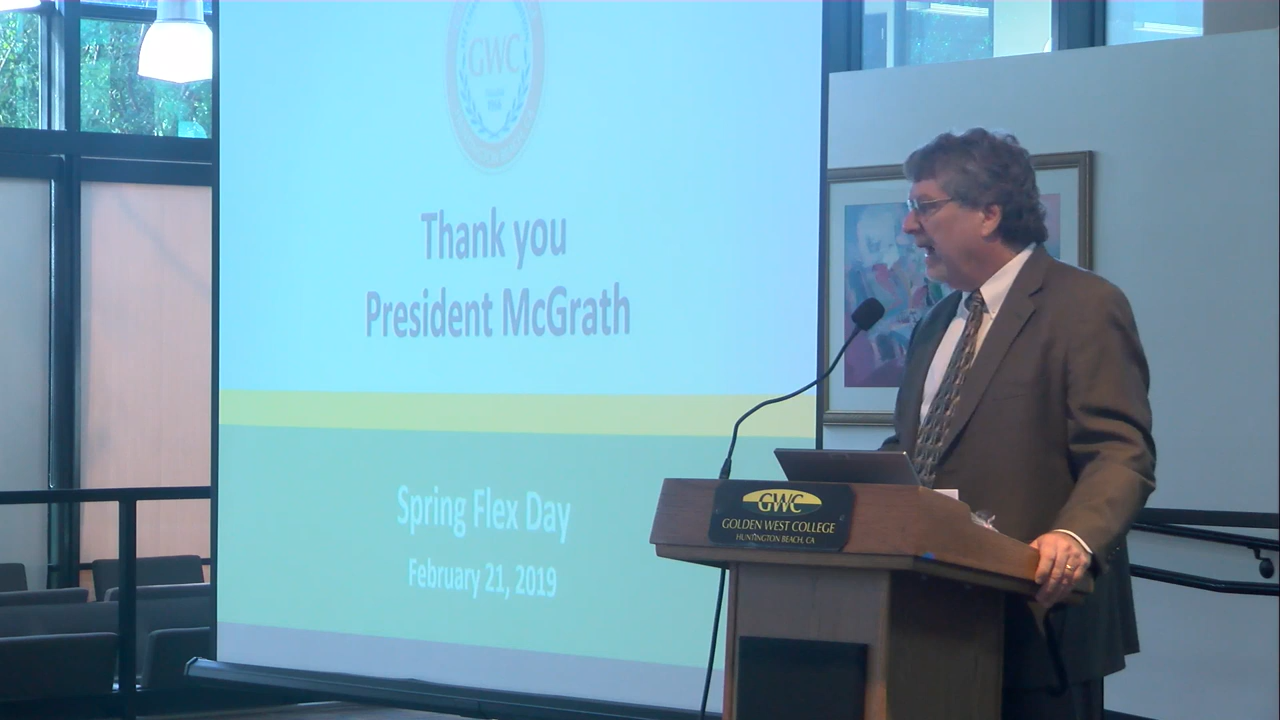 GWC
Thank you
President McGrath
Spring Flex Day
February 21, 2019
GWC
GOLDEN WEST COLLEGE
HUNTINGTON BEACH, CA